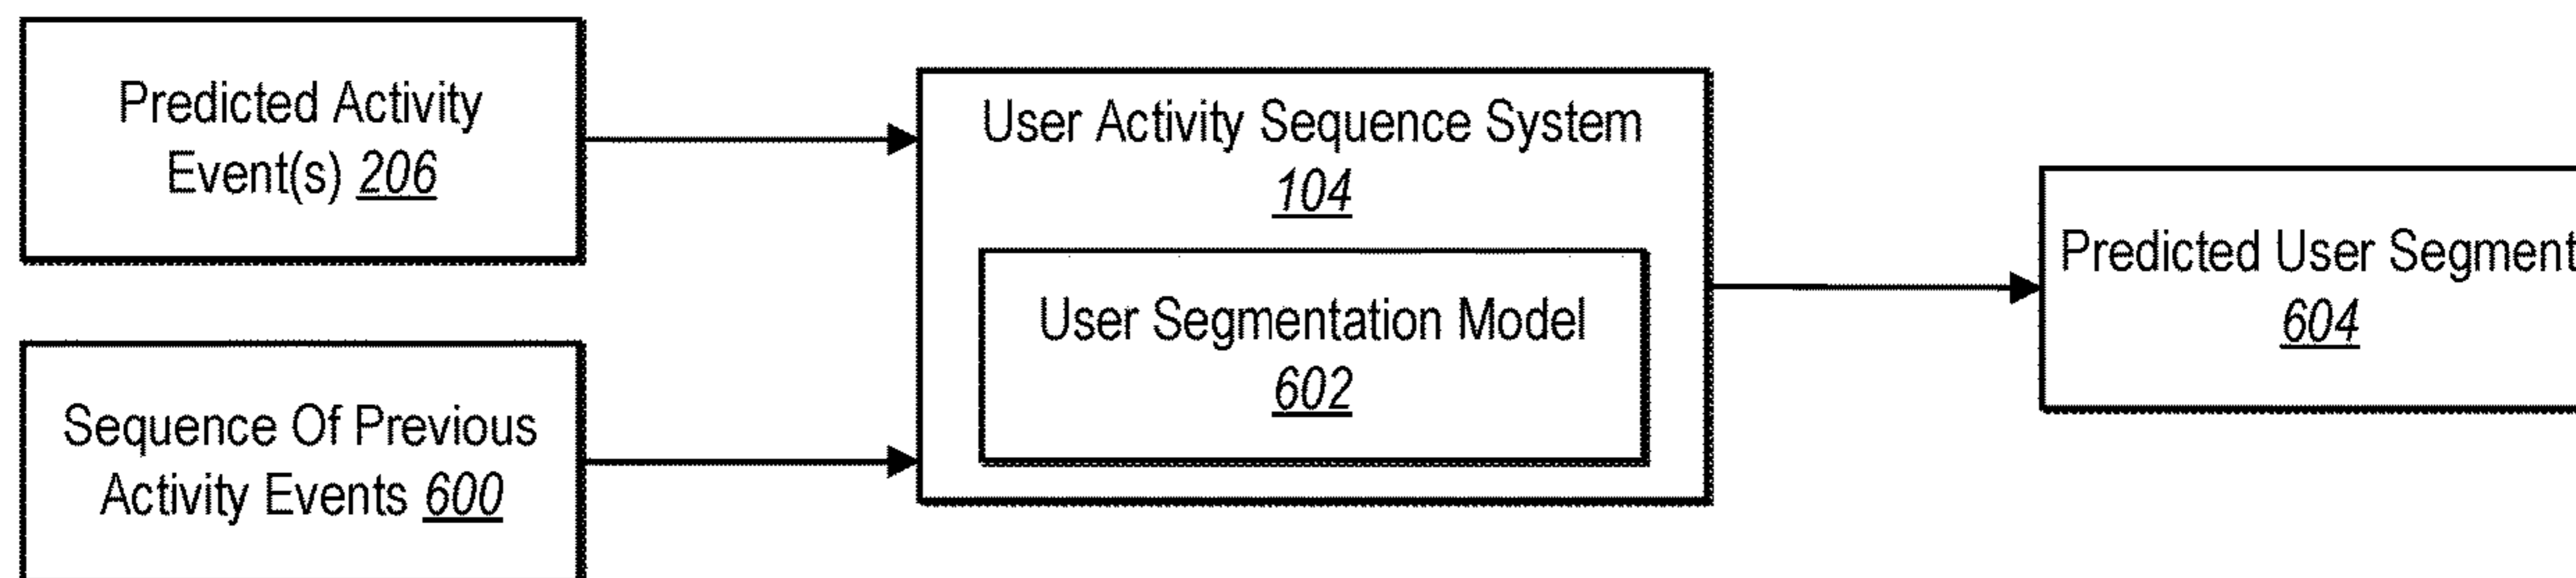 Predicted Activity
Event(s) 206
Sequence Of Previous
Activity Events 600
User Activity Sequence System
104
User Segmentation Model
602
Predicted User Segment
604